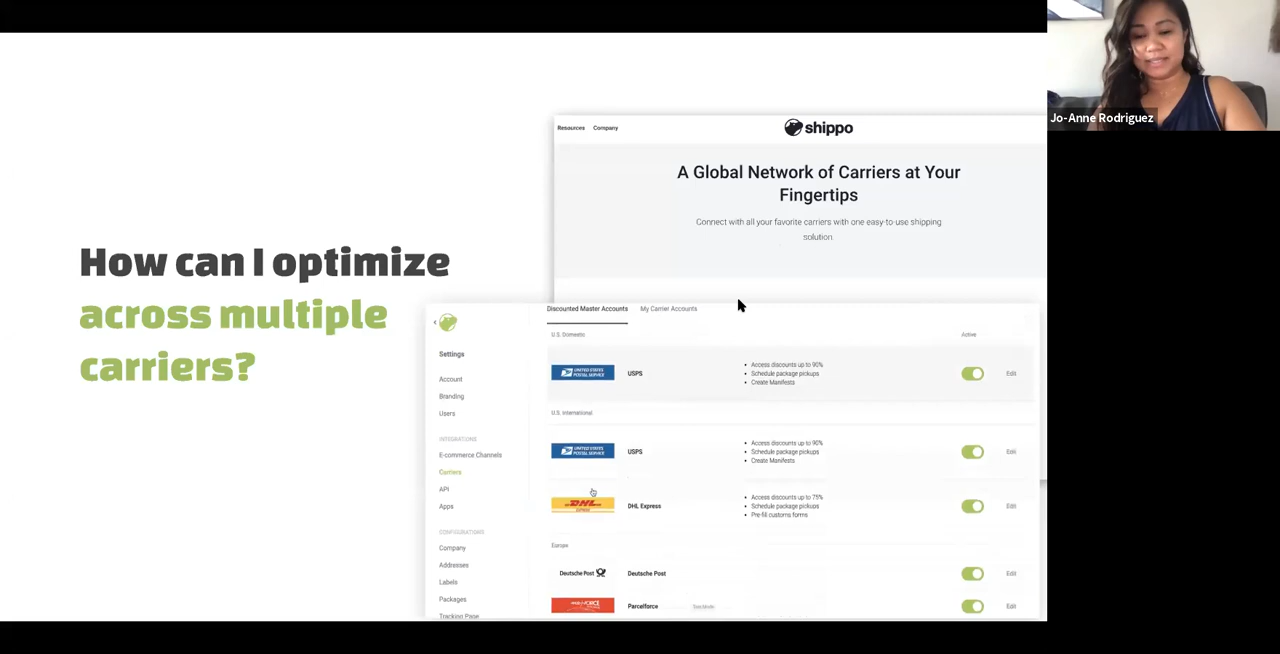 Jo-Anne Rodriguez
Resources Company
shippo
A Global Network of Carriers at Your
Fingertips
Connect with all your favorite carriers with one easy-to-use shipping
solution
How can I optimize
across multiple
carriers?
Settings
Account
Branding
Users
INTEGRATIONS
E-commerce Channels
Carriers
API
Apps
CONFIGURATIONS
Company
Addresses
Labels
Packages
Tracking Page
Discounted Master Accounts My Carrier Accounts
U.S. Domestic Active
UNITED STATES
POSTAL SERVICE
USPS
• Access discounts up to 90%
• Schedule package pickups
• Create Manifests
Edit
U.S. International
UNITED STATES
POSTAL SERVICE
USPS
• Access discounts up to 90%
• Schedule package pickups
• Create Manifests
Edit
DHL
EXPRESS
DHL Express
• Access discounts up to 75%
• Schedule package pickups
• Pre-fill customs forms
Edit
Europe
Deutsche Post
Deutsche Post
Edit
Parcelforce
Edit